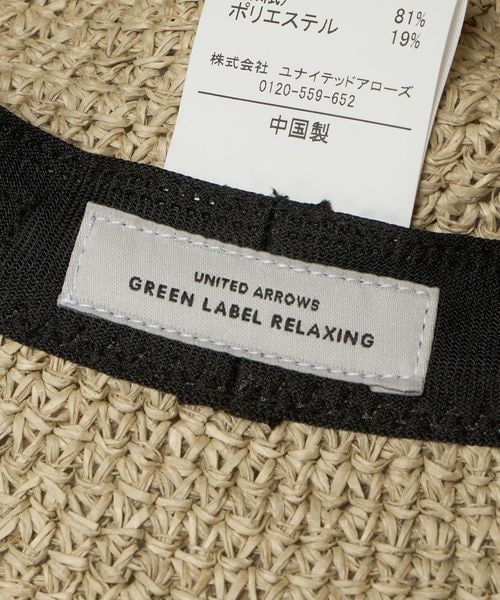 81%
ポリエステル 19%
株式会社 ユナイテッドアローズ
0120-559-652
中国製
UNITED ARROWS
GREEN LABEL RELAXING